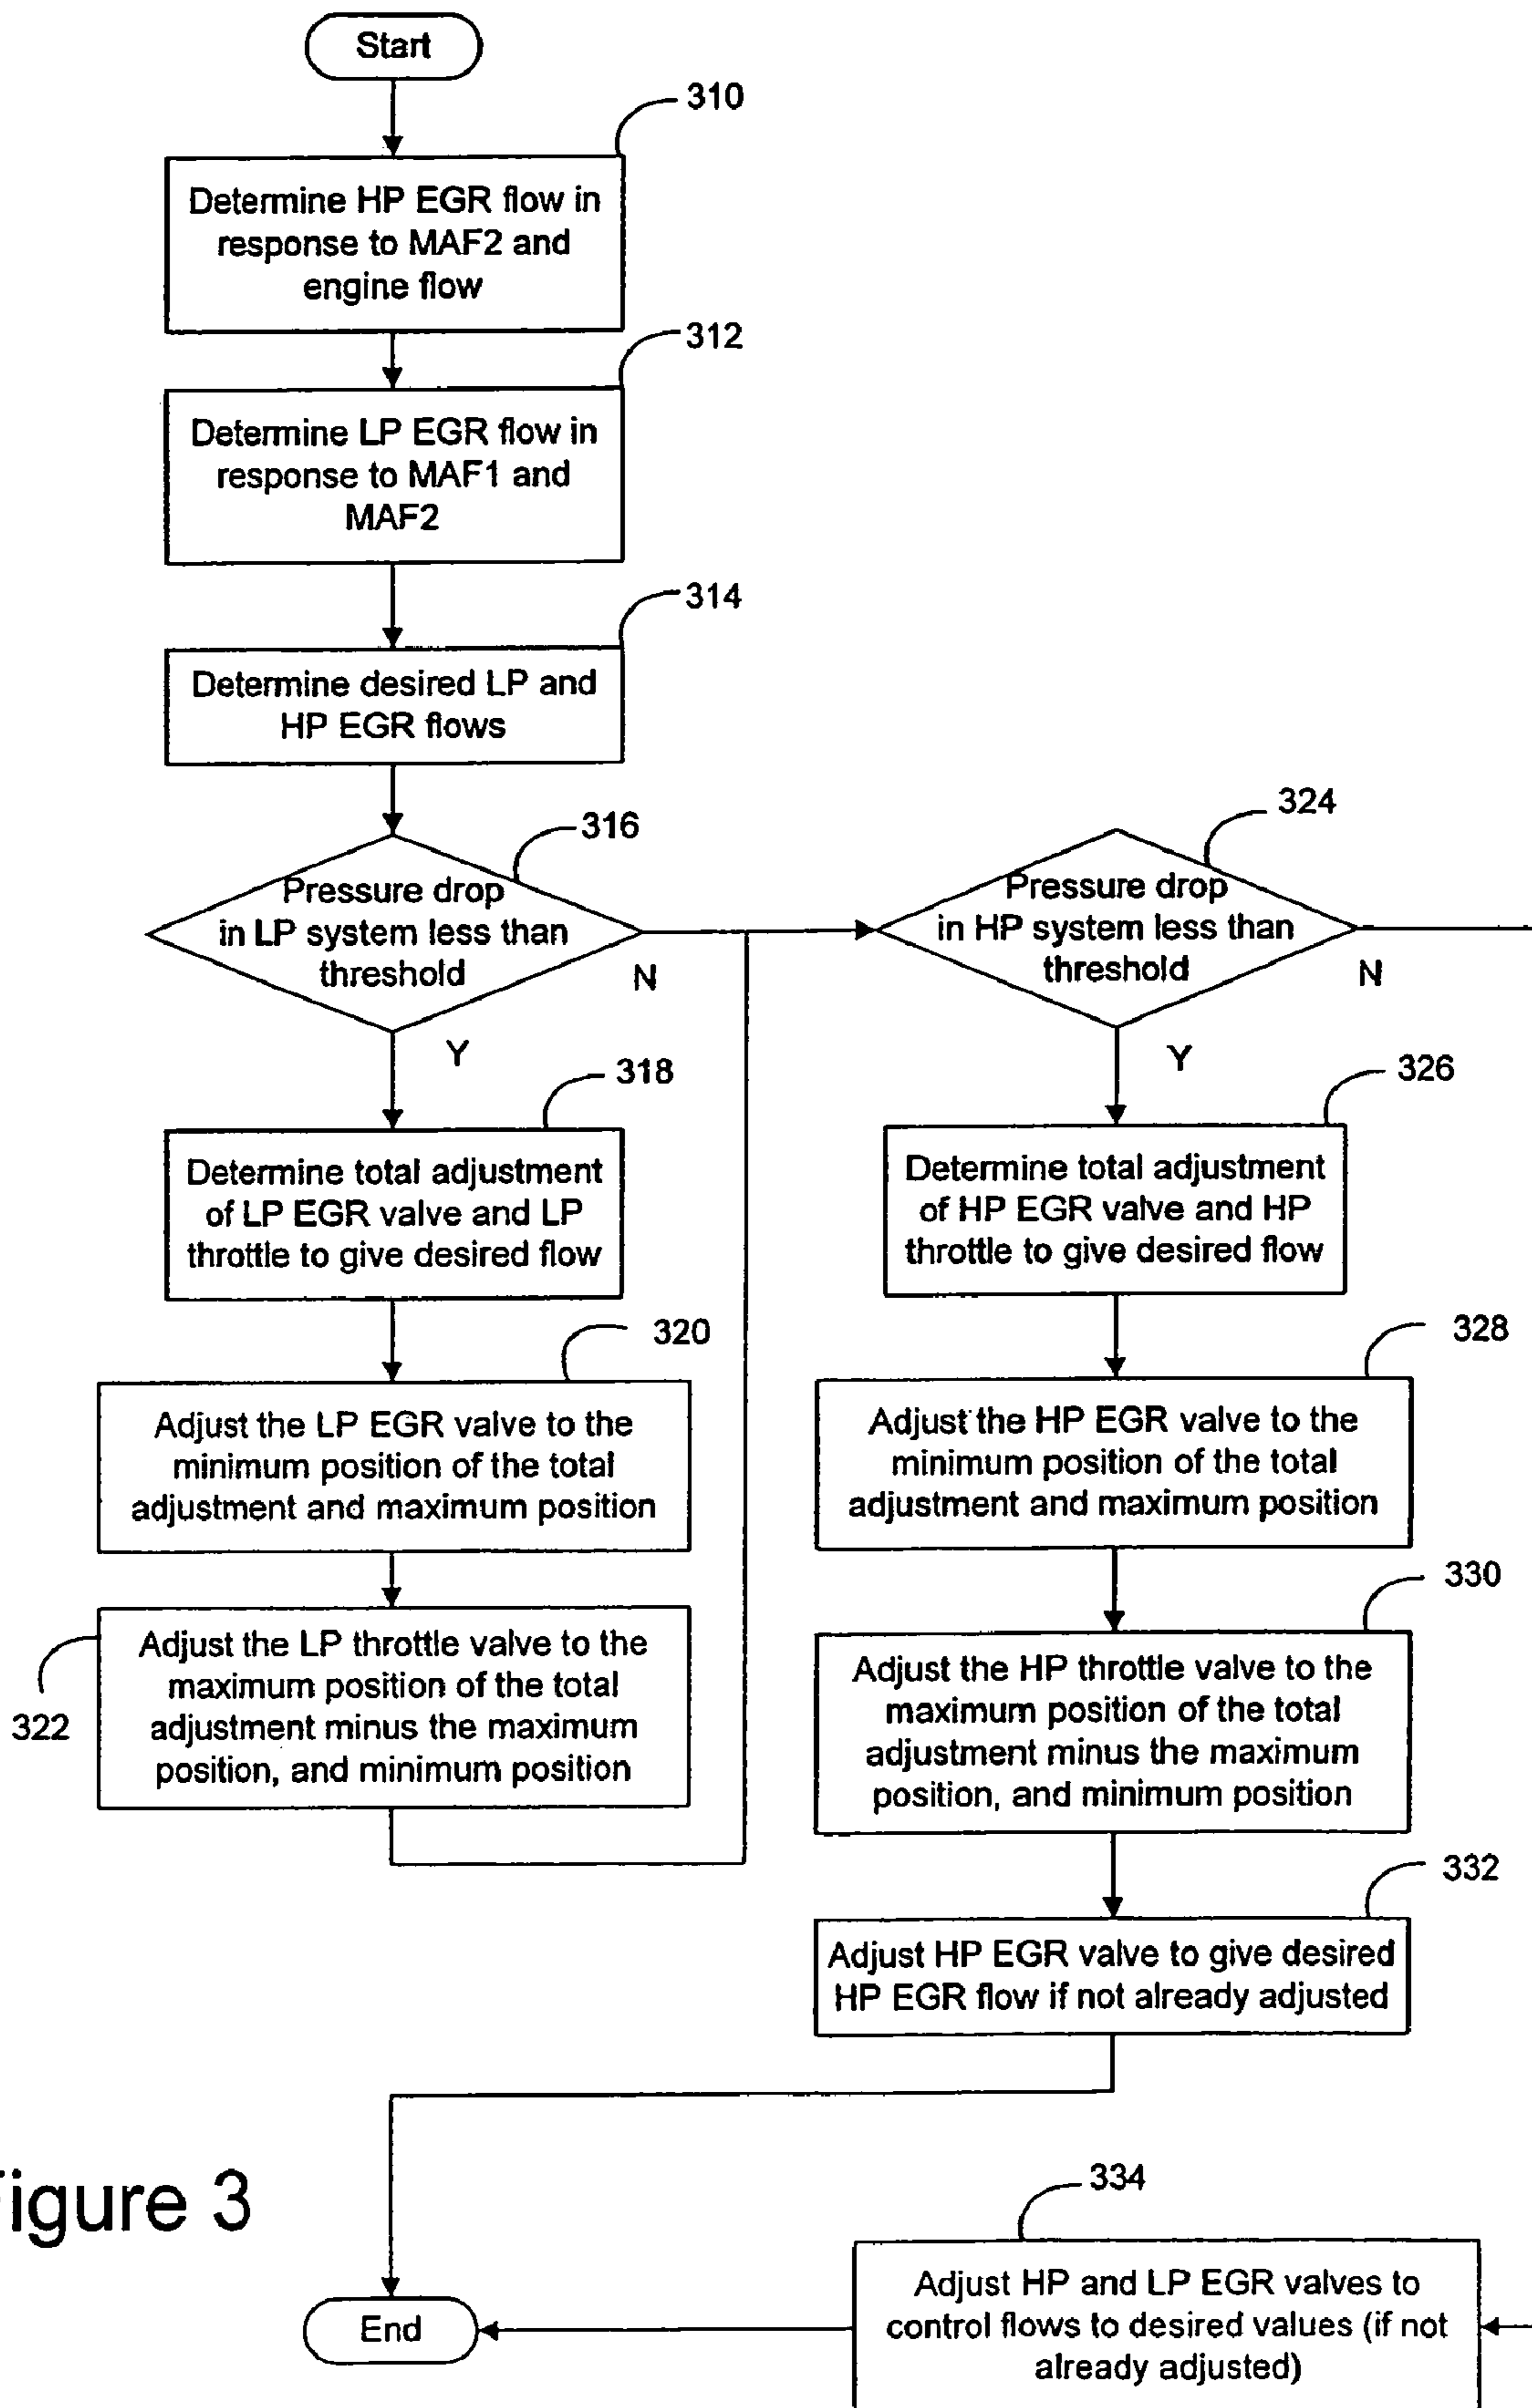 Start
310
Determine HP EGR flow in
response to MAF2 and
engine flow
312
Determine LP EGR flow in
response to MAF1 and
MAF2
314
Determine desired LP and
HP EGR flows
316
Pressure drop
in LP system less than
threshold
N
Y
324
Pressure drop
in HP system less than
threshold
N
Y
318
Determine total adjustment
of LP EGR valve and LP
throttle to give desired flow
320
Adjust the LP EGR valve to the
minimum position of the total
adjustment and maximum position
322
Adjust the LP throttle valve to the
maximum position of the total
adjustment minus the maximum
position, and minimum position
326
Determine total adjustment
of HP EGR valve and HP
throttle to give desired flow
328
Adjust the HP EGR valve to the
minimum position of the total
adjustment and maximum position
330
Adjust the HP throttle valve to the
maximum position of the total
adjustment minus the maximum
position, and minimum position
332
Adjust HP EGR valve to give desired
HP EGR flow if not already adjusted
334
Adjust HP and LP EGR valves to
control flows to desired values (if not
already adjusted)
End
igure 3